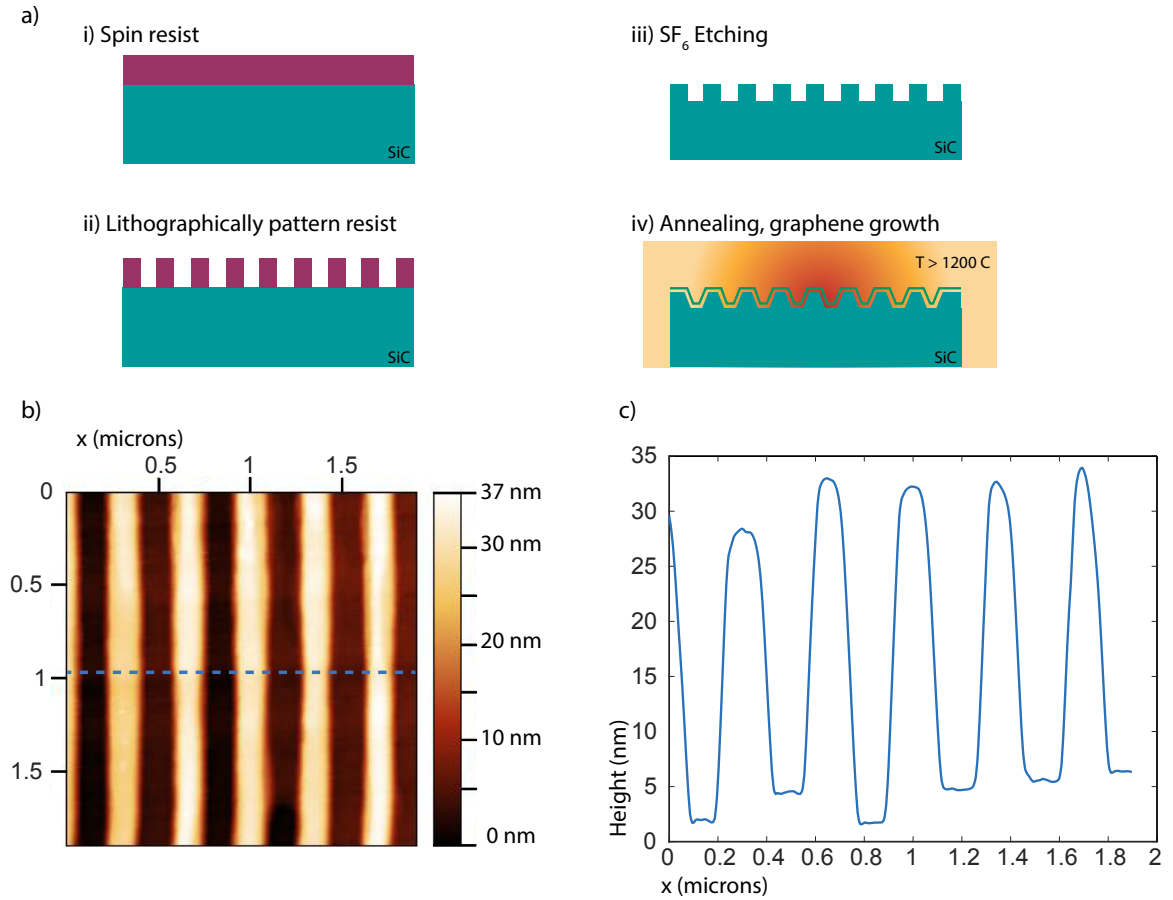 a)
i) Spin resist
SiC
ii) Lithographically pattern resist
SiC
iii) SF6 Etching
SiC
iv) Annealing, graphene growth
T > 1200 C
SiC
b)
x (microns)
0.5 1 1.5
0
0.5
1
1.5
37 nm
30 nm
20 nm
10 nm
0 nm
c)
Height (nm)
35
30
25
20
15
10
5
0
0 0.2 0.4 0.6 0.8 1 1.2 1.4 1.6 1.8 2
x (microns)